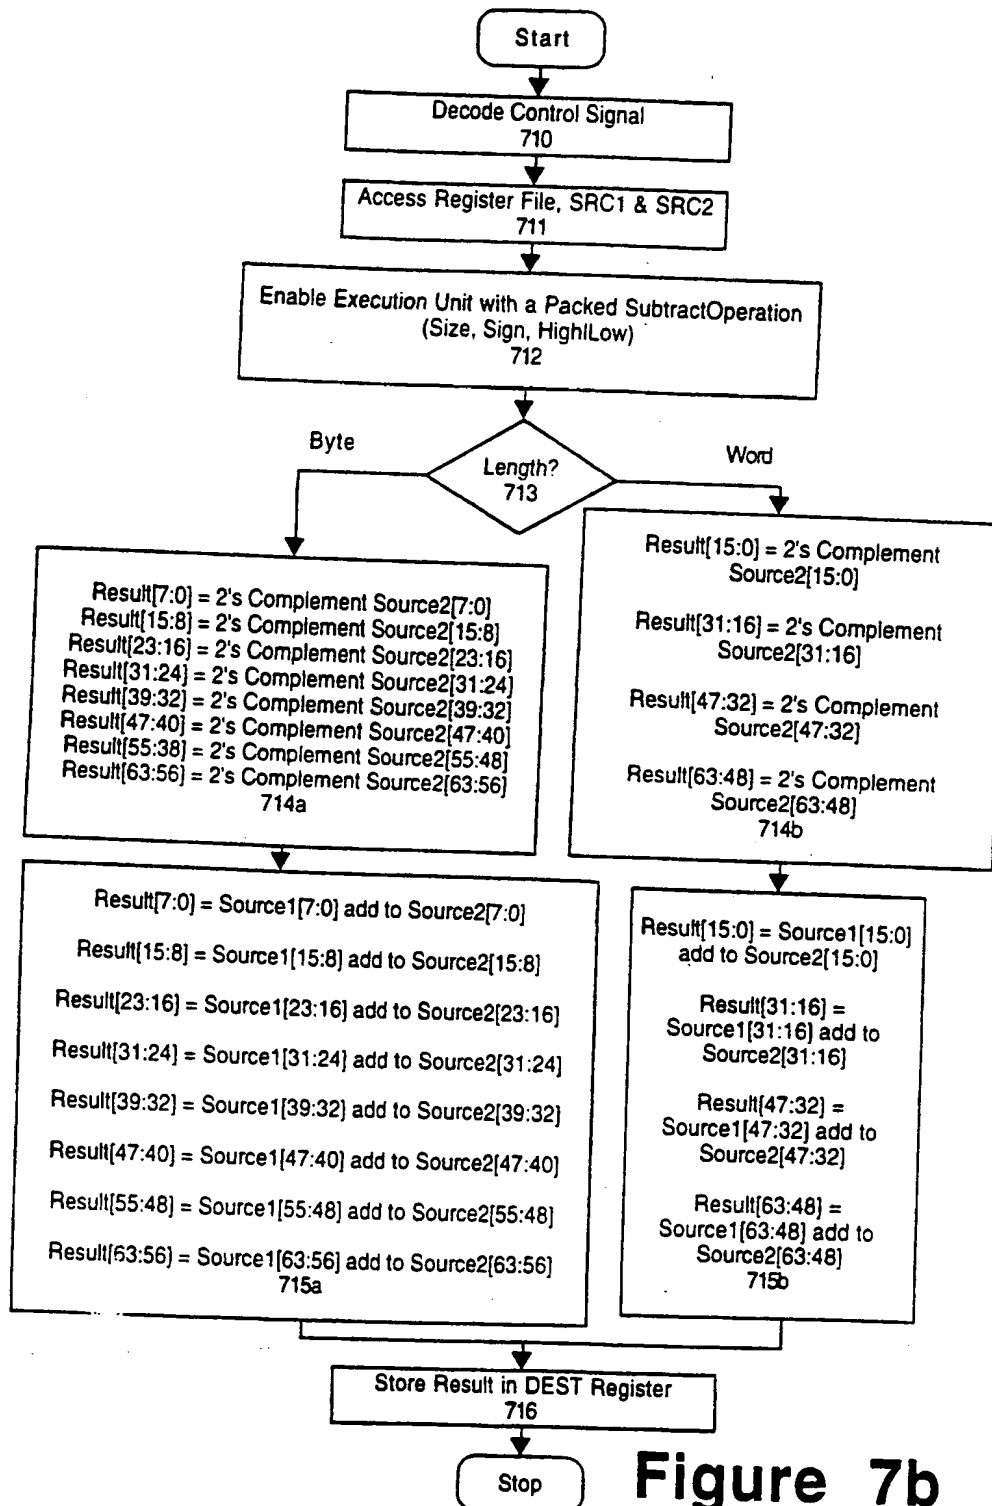 Start
Decode Control Signal
710
Access Register File, SRC1 & SRC2
711
Enable Execution Unit with a Packed SubtractOperation
(Size, Sign, HighlLow)
712
Byte
Length?
713
Word
Result[7:0] = 2's Complement Source2[7:0]
Result[15:8] = 2's Complement Source2[15:8]
Result[23:16] = 2's Complement Source2[23:16]
Result[31:24] = 2's Complement Source2[31:24]
Result[39:32] = 2's Complement Source2[39:32]
Result[47:40] = 2's Complement Source2[47:40]
Result[55:38] = 2's Complement Source2[55:48]
Result[63:56] = 2's Complement Source2[63:56]
714a
Result[15:0] = 2's Complement
Source2[15:0]
Result[31:16] = 2's Complement
Source2[31:16]
Result[47:32] = 2's Complement
Source2[47:32]
Result[63:48] = 2's Complement
Source2[63:48]
714b
Result[7:0] = Source1[7:0] add to Source2[7:0]
Result[15:8] = Source1[15:8] add to Source2[15:8]
Result[23:16] = Source1[23:16] add to Source2[23:16]
Result[31:24] = Source1[31:24] add to Source2[31:24]
Result[39:32] = Source1[39:32] add to Source2[39:32]
Result[47:40] = Source1[47:40] add to Source2[47:40]
Result[55:48] = Source1[55:48] add to Source2[55:48]
Result[63:56] = Source1[63:56] add to Source2[63:56]
715a
Result[15:0] = Source1[15:0]
add to Source2[15:0]
Result[31:16] =
Source1[31:16] add to
Source2[31:16]
Result[47:32] =
Source1[47:32] add to
Source2[47:32]
Result[63:48] =
Source1[63:48] add to
Source2[63:48]
715b
Store Result in DEST Register
716
Stop
Figure 7b